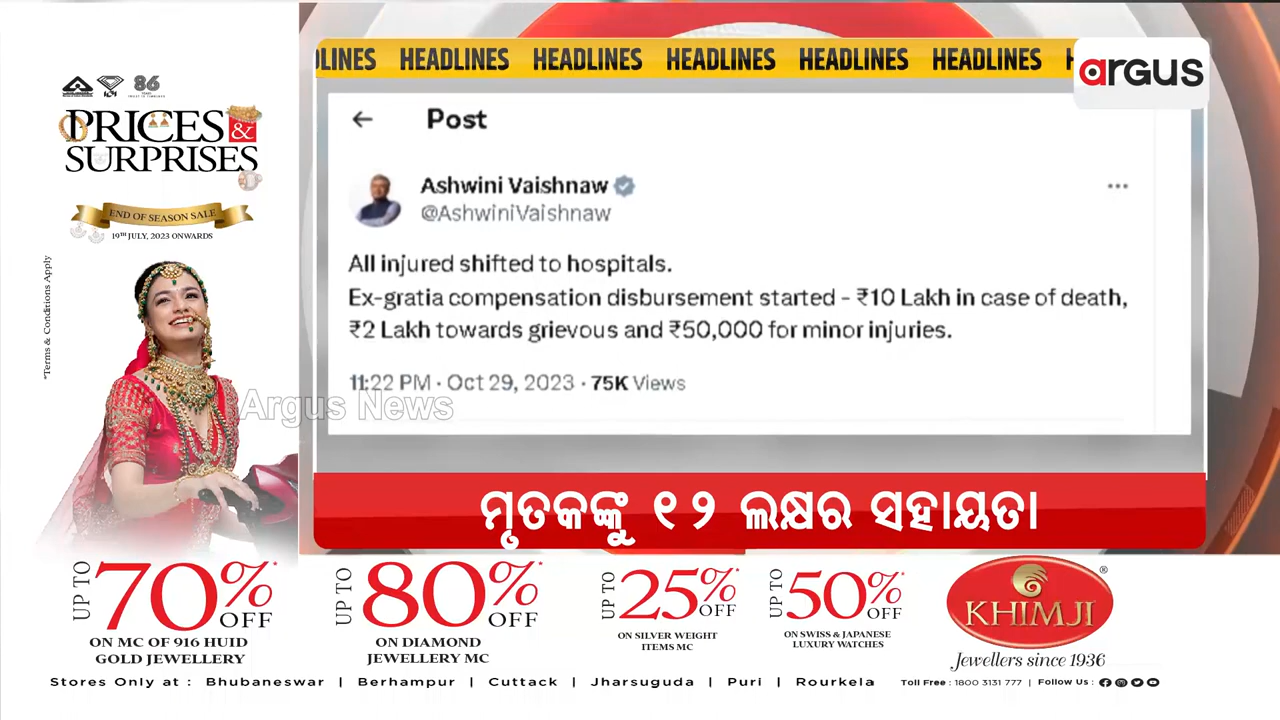 HEADLINES HEADLINES HEADLINES HEADLINES HEADLINES
argus
← Post
Ashwini Vaishnaw
@AshwiniVaishnaw
All injured shifted to hospitals.
Ex-gratia compensation disbursement started - ₹10 Lakh in case of death,
₹2 Lakh towards grievous and ₹50,000 for minor injuries.
11:22 PM · Oct 29, 2023 · 75K Views
Argus News
ମୃତକଙ୍କୁ ୧୨ ଲକ୍ଷର ସହାୟତା
86
PRICES &
SURPRISES
END OF SEASON SALE
19TH JULY, 2023 ONWARDS
*Terms & Conditions Apply
UP TO 70%* OFF
ON MC OF 916 HUID
GOLD JEWELLERY
UP TO 80%* OFF
ON DIAMOND
JEWELLERY MC
UP TO 25%* OFF
ON SILVER WEIGHT
ITEMS MC
UP TO 50%* OFF
ON SWISS & JAPANESE
LUXURY WATCHES
KHIMJI®
Jewellers since 1936
Stores Only at : Bhubaneswar | Berhampur | Cuttack | Jharsuguda | Puri | Rourkela
Toll Free : 1800 3131 777 | Follow Us :